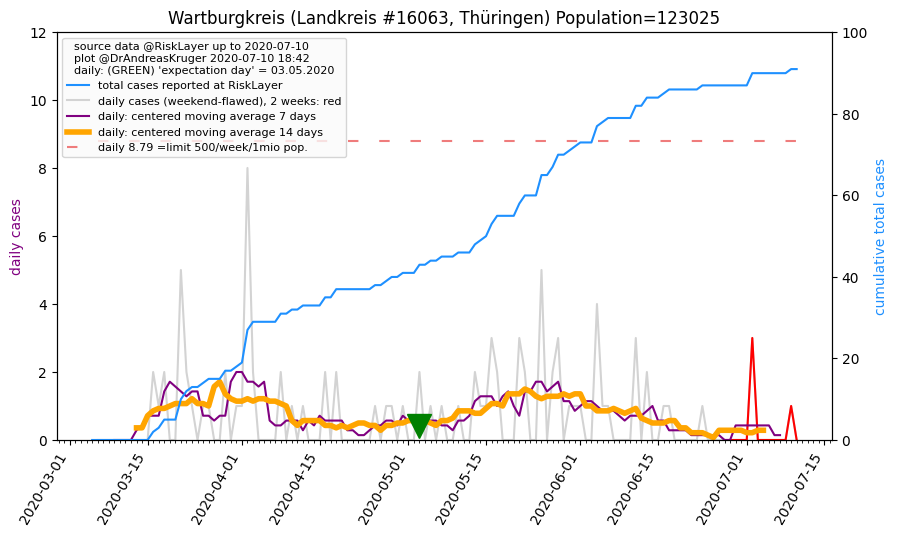 Wartburgkreis (Landkreis #16063, Thüringen) Population=123025
source data @RiskLayer up to 2020-07-10
plot @DrAndreasKruger 2020-07-10 18:42
daily: (GREEN) 'expectation day' = 03.05.2020
total cases reported at RiskLayer
daily cases (weekend-flawed), 2 weeks: red
daily: centered moving average 7 days
daily: centered moving average 14 days
daily 8.79 =limit 500/week/1mio pop.
daily cases
12
10
8
6
4
2
0
cumulative total cases
100
80
60
40
20
0
2020-03-01
2020-03-15
2020-04-01
2020-04-15
2020-05-01
2020-05-15
2020-06-01
2020-06-15
2020-07-01
2020-07-15